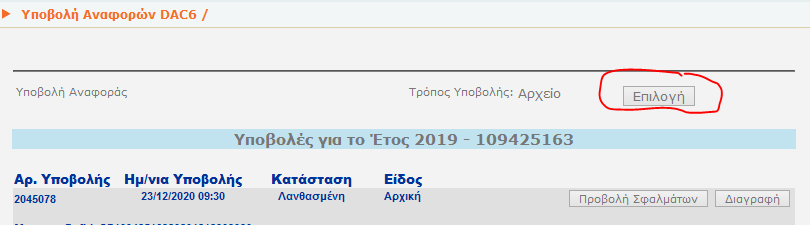 Υποβολή Αναφορών DAC6 /
Υποβολή Αναφοράς Τρόπος Υποβολής: Αρχείο Επιλογή
Υποβολές για το Έτος 2019 - 109425163
Αρ. Υποβολής Ημ/νια Υποβολής Κατάσταση Είδος
2045078 23/12/2020 09:30 Λανθασμένη Αρχική Προβολή Σφαλμάτων Διαγραφή